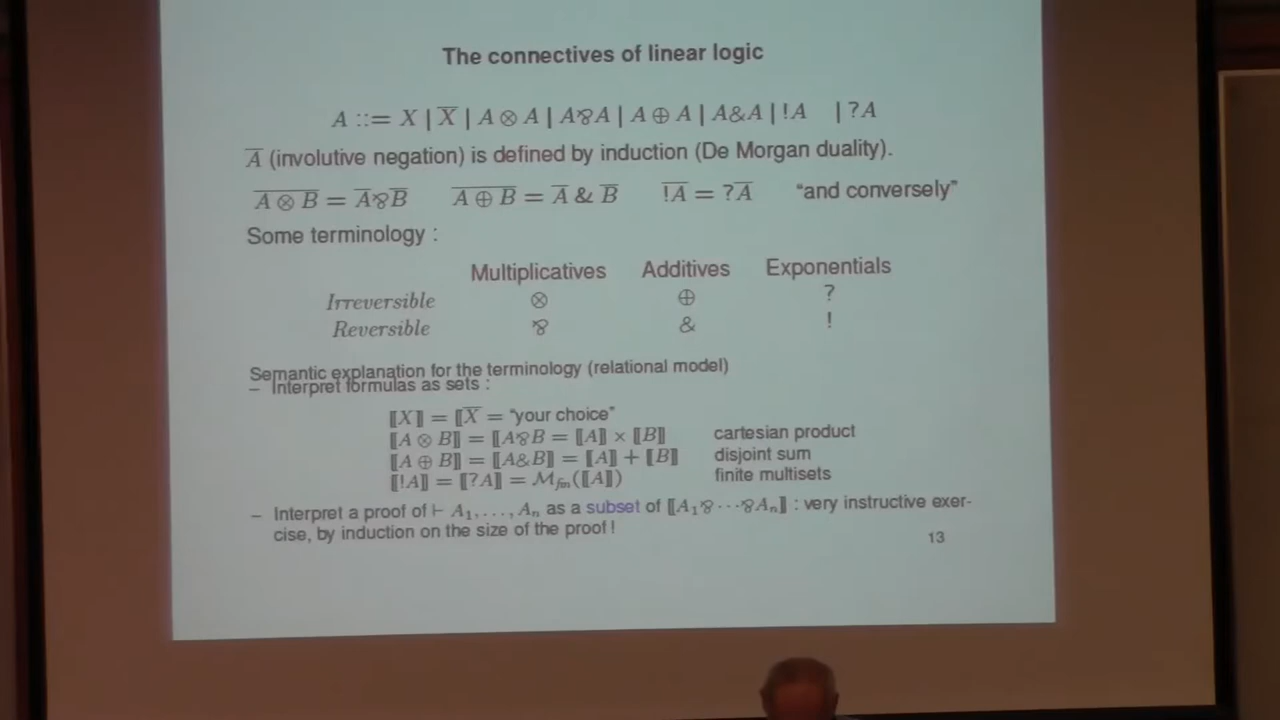 The connectives of linear logic
A ::= X | X̅ | A ⊗ A | A⅋A | A ⊕ A | A&A | !A | ?A
A̅ (involutive negation) is defined by induction (De Morgan duality).
\overline{A ⊗ B} = A̅⅋B̅ \overline{A ⊕ B} = A̅ & B̅ \overline{!A} = ?A̅ “and conversely”
Some terminology :
Multiplicatives Additives Exponentials
Irreversible ⊗ ⊕ ?
Reversible ⅋ & !
Semantic explanation for the terminology (relational model)
– Interpret formulas as sets :
⟦X⟧ = ⟦X̅ = “your choice”
⟦A ⊗ B⟧ = ⟦A⅋B = ⟦A⟧ × ⟦B⟧ cartesian product
⟦A ⊕ B⟧ = ⟦A&B⟧ = ⟦A⟧ + ⟦B⟧ disjoint sum
⟦!A⟧ = ⟦?A⟧ = M_fin(⟦A⟧) finite multisets
– Interpret a proof of ⊢ A₁, . . . , Aₙ as a subset of ⟦A₁⅋ · · · ⅋Aₙ⟧ : very instructive exer-
cise, by induction on the size of the proof !
13